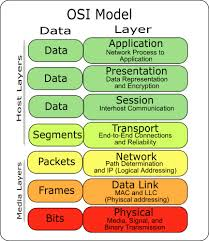 OSI Model
Data Layer
Data Application
Network Process to
Application
Data Presentation
Data Representation
and Encryption
Data Session
Interhost Communication
Segments Transport
End-to-End Connections
and Reliability
Packets Network
Path Determination
and IP (Logical Addressing)
Frames Data Link
MAC and LLC
(Physical addressing)
Bits Physical
Media, Signal, and
Binary Transmission
Host Layers
Media Layers